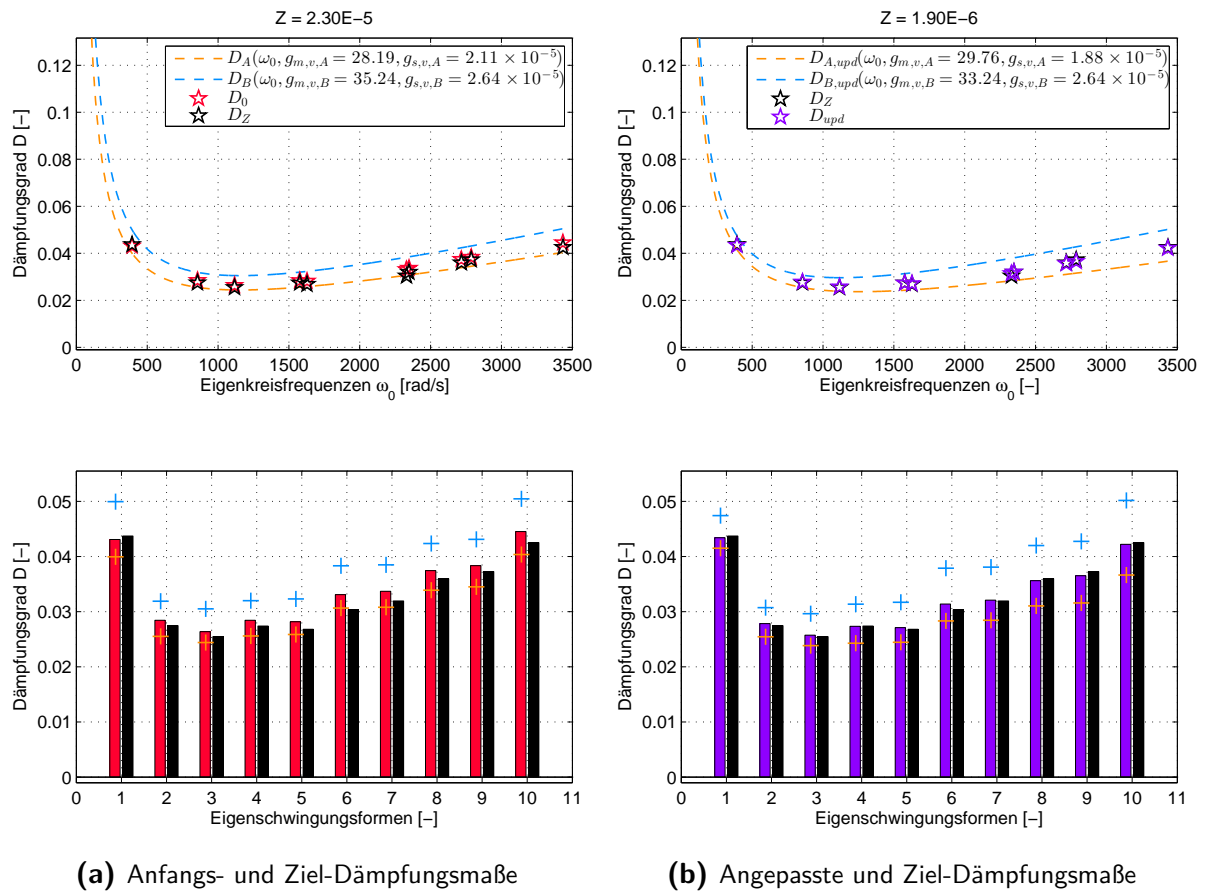 Z = 2.30E−5
D_A(ω0, g_{m,v,A} = 28.19, g_{s,v,A} = 2.11 × 10^{-5})
D_B(ω0, g_{m,v,B} = 35.24, g_{s,v,B} = 2.64 × 10^{-5})
D_0
D_Z
Dämpfungsgrad D [−]
0.12
0.1
0.08
0.06
0.04
0.02
0
0 500 1000 1500 2000 2500 3000 3500
Eigenkreisfrequenzen ω_0 [rad/s]
Z = 1.90E−6
D_{A,upd}(ω0, g_{m,v,A} = 29.76, g_{s,v,A} = 1.88 × 10^{-5})
D_{B,upd}(ω0, g_{m,v,B} = 33.24, g_{s,v,B} = 2.64 × 10^{-5})
D_Z
D_{upd}
Dämpfungsgrad D [−]
0.12
0.1
0.08
0.06
0.04
0.02
0
0 500 1000 1500 2000 2500 3000 3500
Eigenkreisfrequenzen ω_0 [−]
Dämpfungsgrad D [−]
0.05
0.04
0.03
0.02
0.01
0
0 1 2 3 4 5 6 7 8 9 10 11
Eigenschwingungsformen [−]
(a) Anfangs- und Ziel-Dämpfungsmaße
Dämpfungsgrad D [−]
0.05
0.04
0.03
0.02
0.01
0
0 1 2 3 4 5 6 7 8 9 10 11
Eigenschwingungsformen [−]
(b) Angepasste und Ziel-Dämpfungsmaße